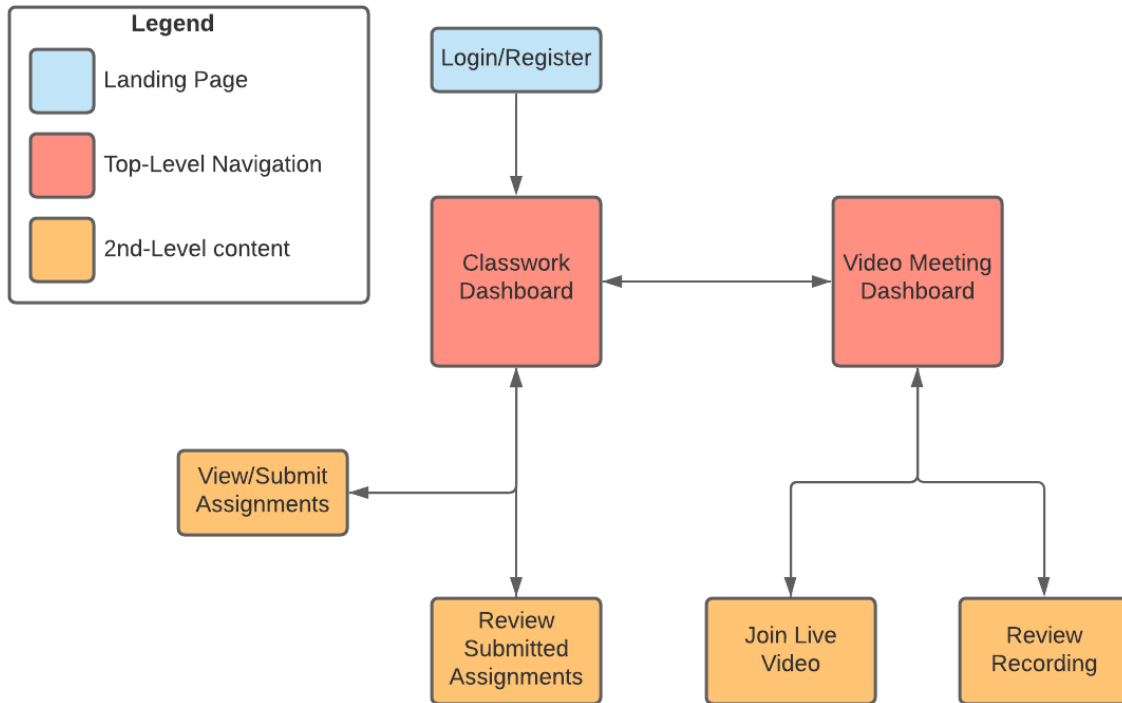 Legend
Landing Page
Top-Level Navigation
2nd-Level content
Login/Register
Classwork
Dashboard
Video Meeting
Dashboard
View/Submit
Assignments
Review
Submitted
Assignments
Join Live
Video
Review
Recording